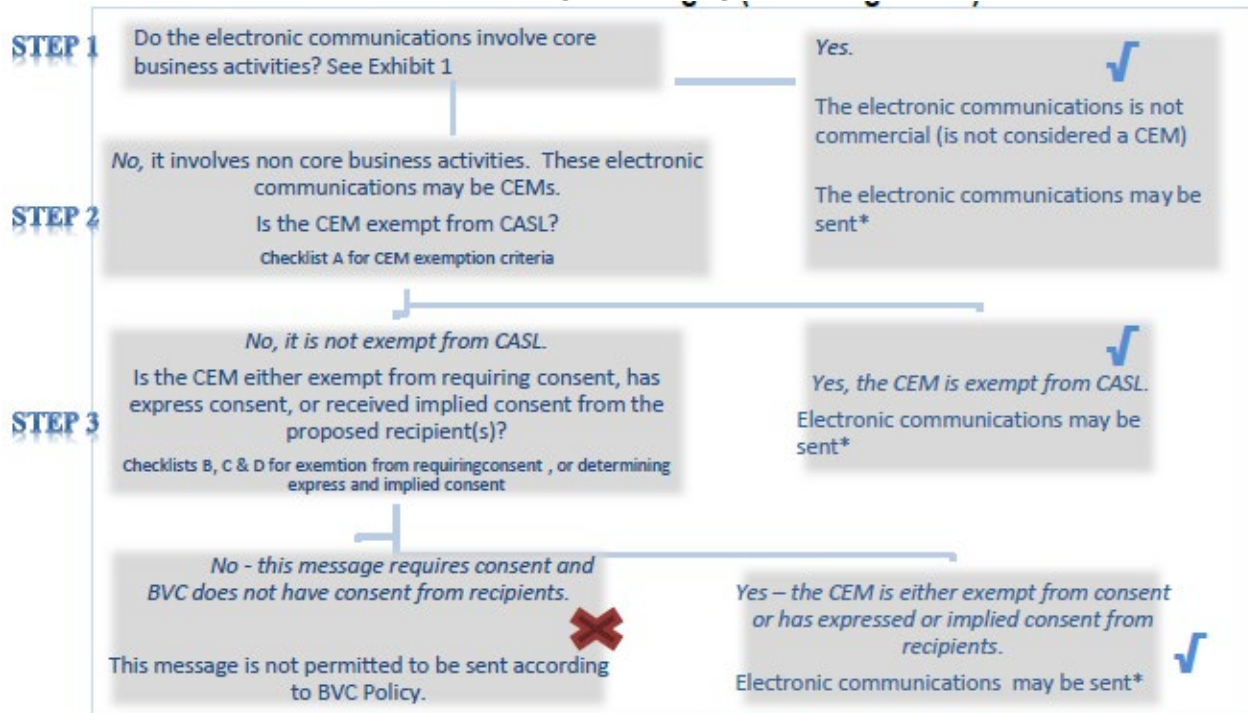 STEP 1
Do the electronic communications involve core
business activities? See Exhibit 1
Yes.
The electronic communications is not
commercial (is not considered a CEM)
The electronic communications may be
sent*
STEP 2
No, it involves non core business activities. These electronic
communications may be CEMs.
Is the CEM exempt from CASL?
Checklist A for CEM exemption criteria
STEP 3
No, it is not exempt from CASL.
Is the CEM either exempt from requiring consent, has
express consent, or received implied consent from the
proposed recipient(s)?
Checklists B, C & D for exemtion from requiringconsent , or determining
express and implied consent
Yes, the CEM is exempt from CASL.
Electronic communications may be
sent*
No - this message requires consent and
BVC does not have consent from recipients.
This message is not permitted to be sent according
to BVC Policy.
Yes – the CEM is either exempt from consent
or has expressed or implied consent from
recipients.
Electronic communications may be sent*